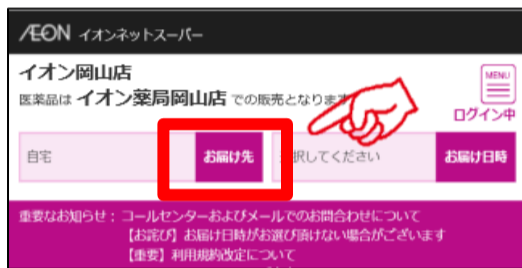 ÆON イオンネットスーパー
イオン岡山店
医薬品は イオン薬局岡山店 での販売となります
MENU
ログイン中
自宅 お届け先 択してください お届け日時
重要なお知らせ： コールセンターおよびメールでのお問合わせについて
【お詫び】お届け日時がお選び頂けない場合がございます
【重要】利用規約改定について